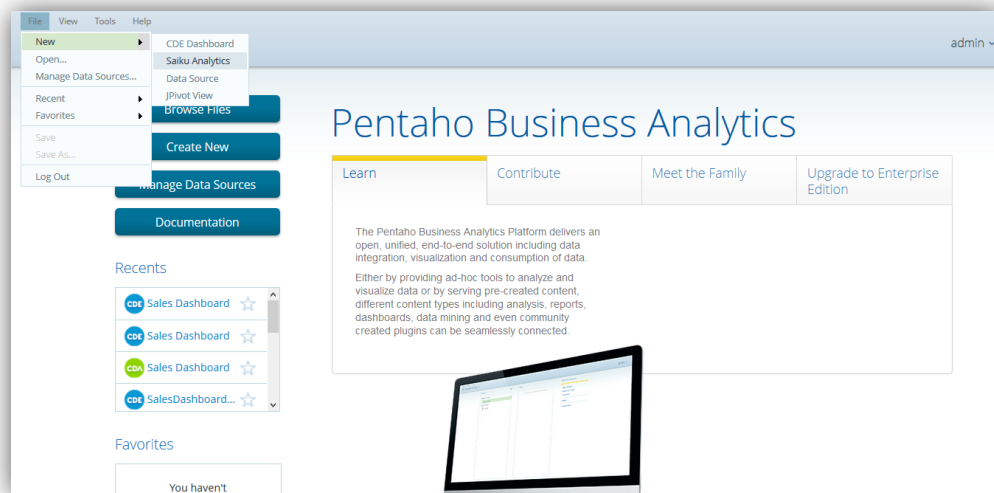 File View Tools Help
New
Open...
Manage Data Sources...
Recent
Favorites
Save
Save As...
Log Out
CDE Dashboard
Saiku Analytics
Data Source
JPivot View
admin
Browse Files
Create New
Manage Data Sources
Documentation
Recents
CDE Sales Dashboard
CDE Sales Dashboard
CDA Sales Dashboard
CDE SalesDashboard...
Favorites
You haven't
Pentaho Business Analytics
Learn
Contribute
Meet the Family
Upgrade to Enterprise
Edition
The Pentaho Business Analytics Platform delivers an
open, unified, end-to-end solution including data
integration, visualization and consumption of data.
Either by providing ad-hoc tools to analyze and
visualize data or by serving pre-created content,
different content types including analysis, reports,
dashboards, data mining and even community
created plugins can be seamlessly connected.